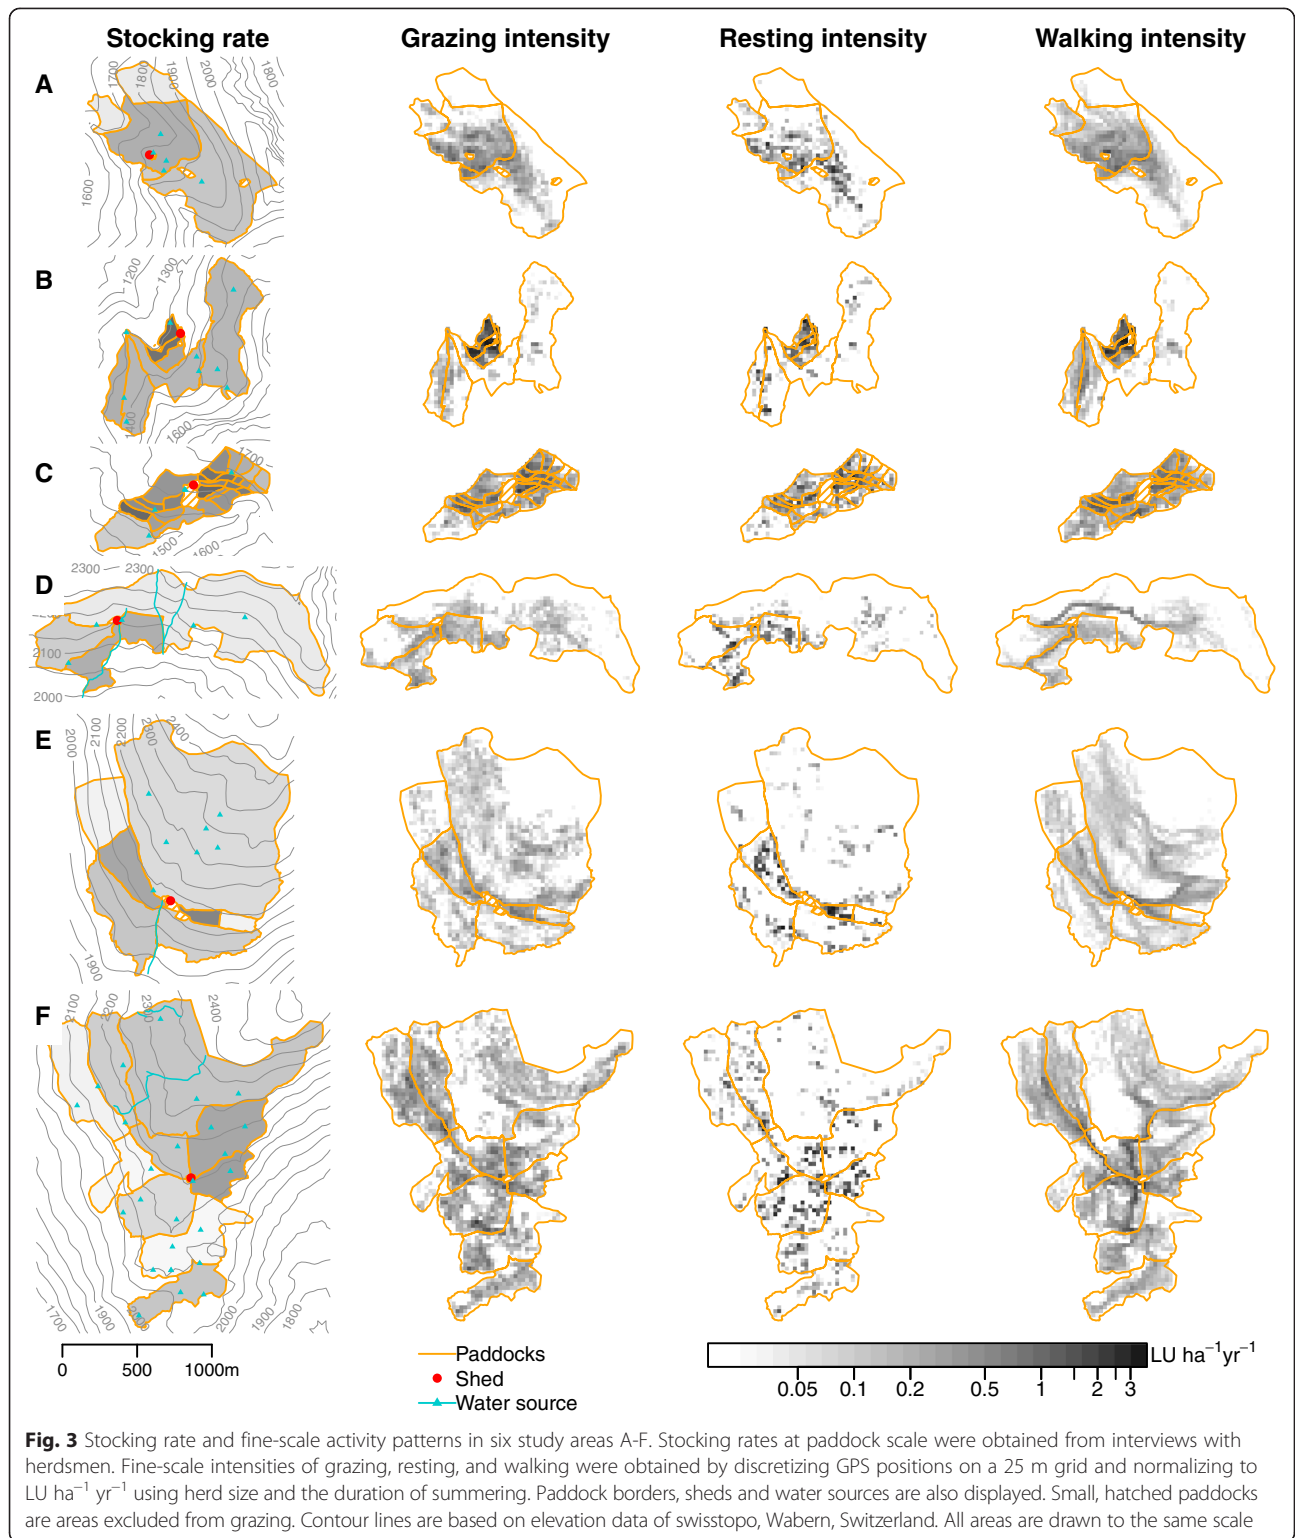 Stocking rate Grazing intensity Resting intensity Walking intensity
A
1700
1800
1900
2000
1800
1600
B
1200
1300
1400
1600
C
1700
1500
1600
D
2300
2300
2100
2000
E
2000
2100
2200
2300
2400
1900
F
2100
2200
2300
2400
1700
1900
2000
2000
1900
1800
0 500 1000m
Paddocks
Shed
Water source
LU ha⁻¹yr⁻¹
0.05 0.1 0.2 0.5 1 2 3
Fig. 3 Stocking rate and fine-scale activity patterns in six study areas A-F. Stocking rates at paddock scale were obtained from interviews with
herdsmen. Fine-scale intensities of grazing, resting, and walking were obtained by discretizing GPS positions on a 25 m grid and normalizing to
LU ha⁻¹ yr⁻¹ using herd size and the duration of summering. Paddock borders, sheds and water sources are also displayed. Small, hatched paddocks
are areas excluded from grazing. Contour lines are based on elevation data of swisstopo, Wabern, Switzerland. All areas are drawn to the same scale